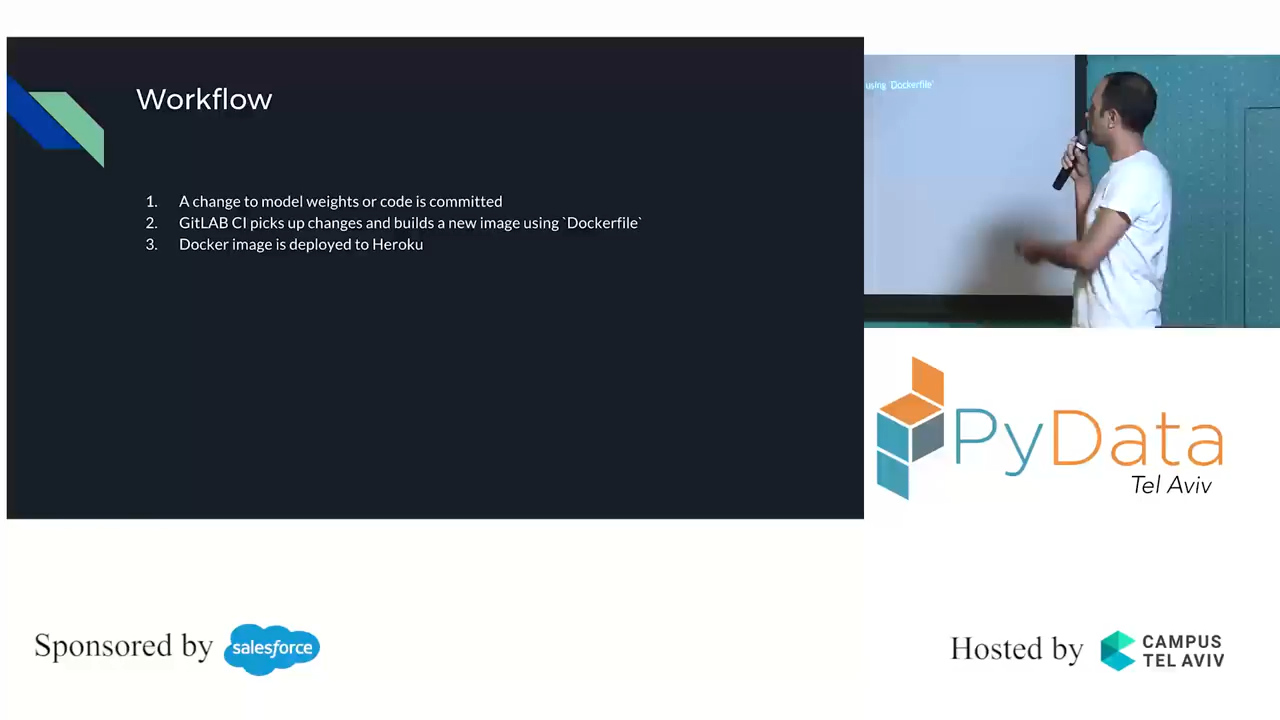 Workflow
1. A change to model weights or code is committed
2. GitLAB CI picks up changes and builds a new image using `Dockerfile`
3. Docker image is deployed to Heroku
using `Dockerfile`
PyData
Tel Aviv
Sponsored by salesforce
Hosted by CAMPUS
TEL AVIV